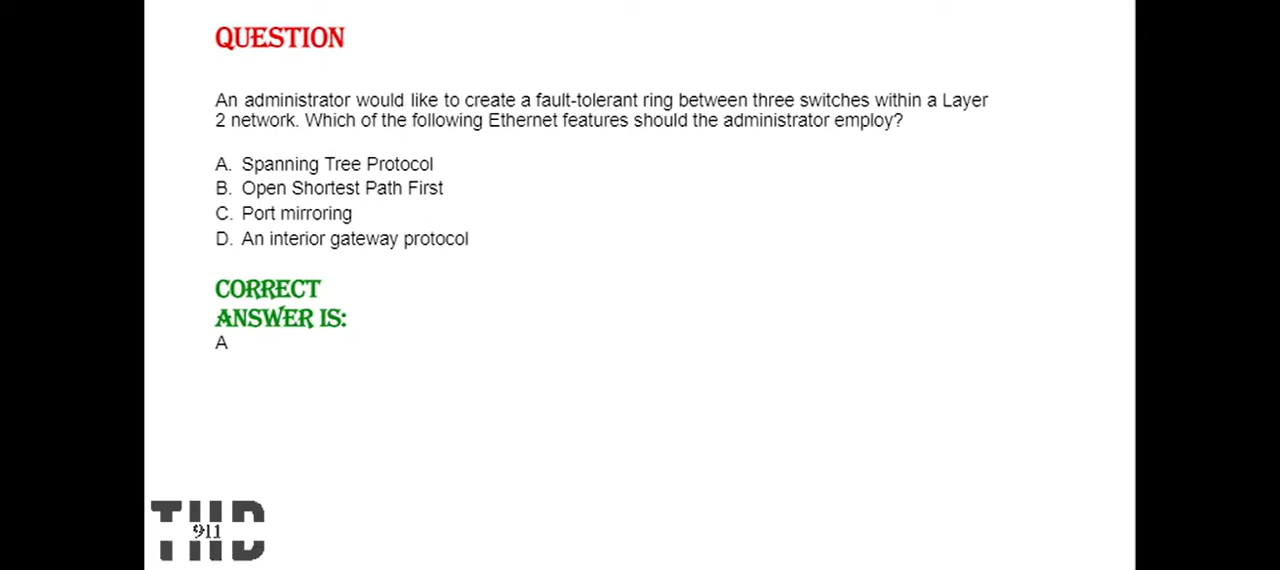 QUESTION
An administrator would like to create a fault-tolerant ring between three switches within a Layer
2 network. Which of the following Ethernet features should the administrator employ?
A. Spanning Tree Protocol
B. Open Shortest Path First
C. Port mirroring
D. An interior gateway protocol
CORRECT
ANSWER IS:
A
THD
911